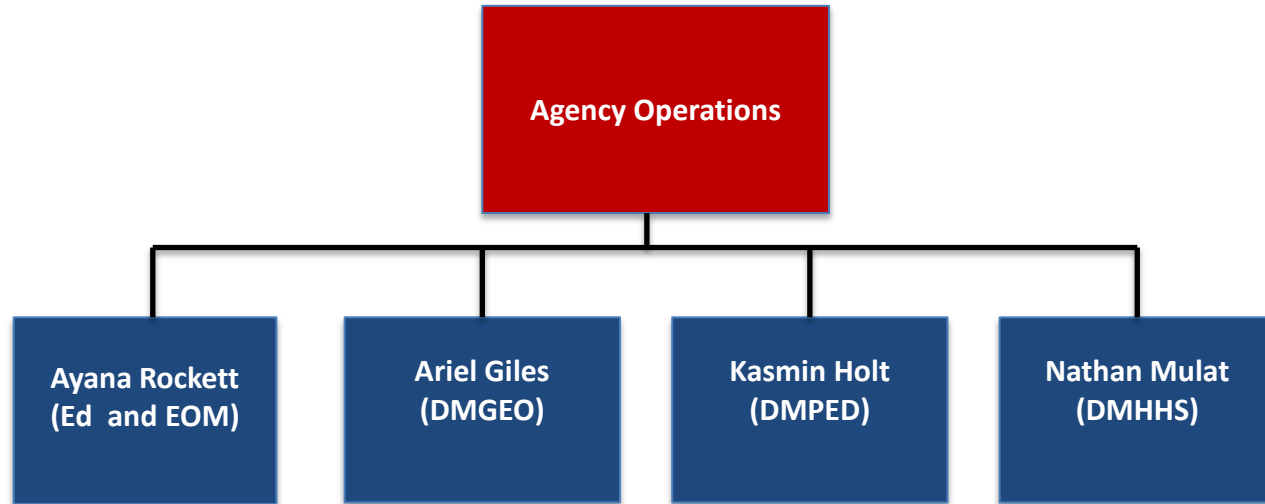 Agency Operations
Ayana Rockett
(Ed and EOM)
Ariel Giles
(DMGEO)
Kasmin Holt
(DMPED)
Nathan Mulat
(DMHHS)